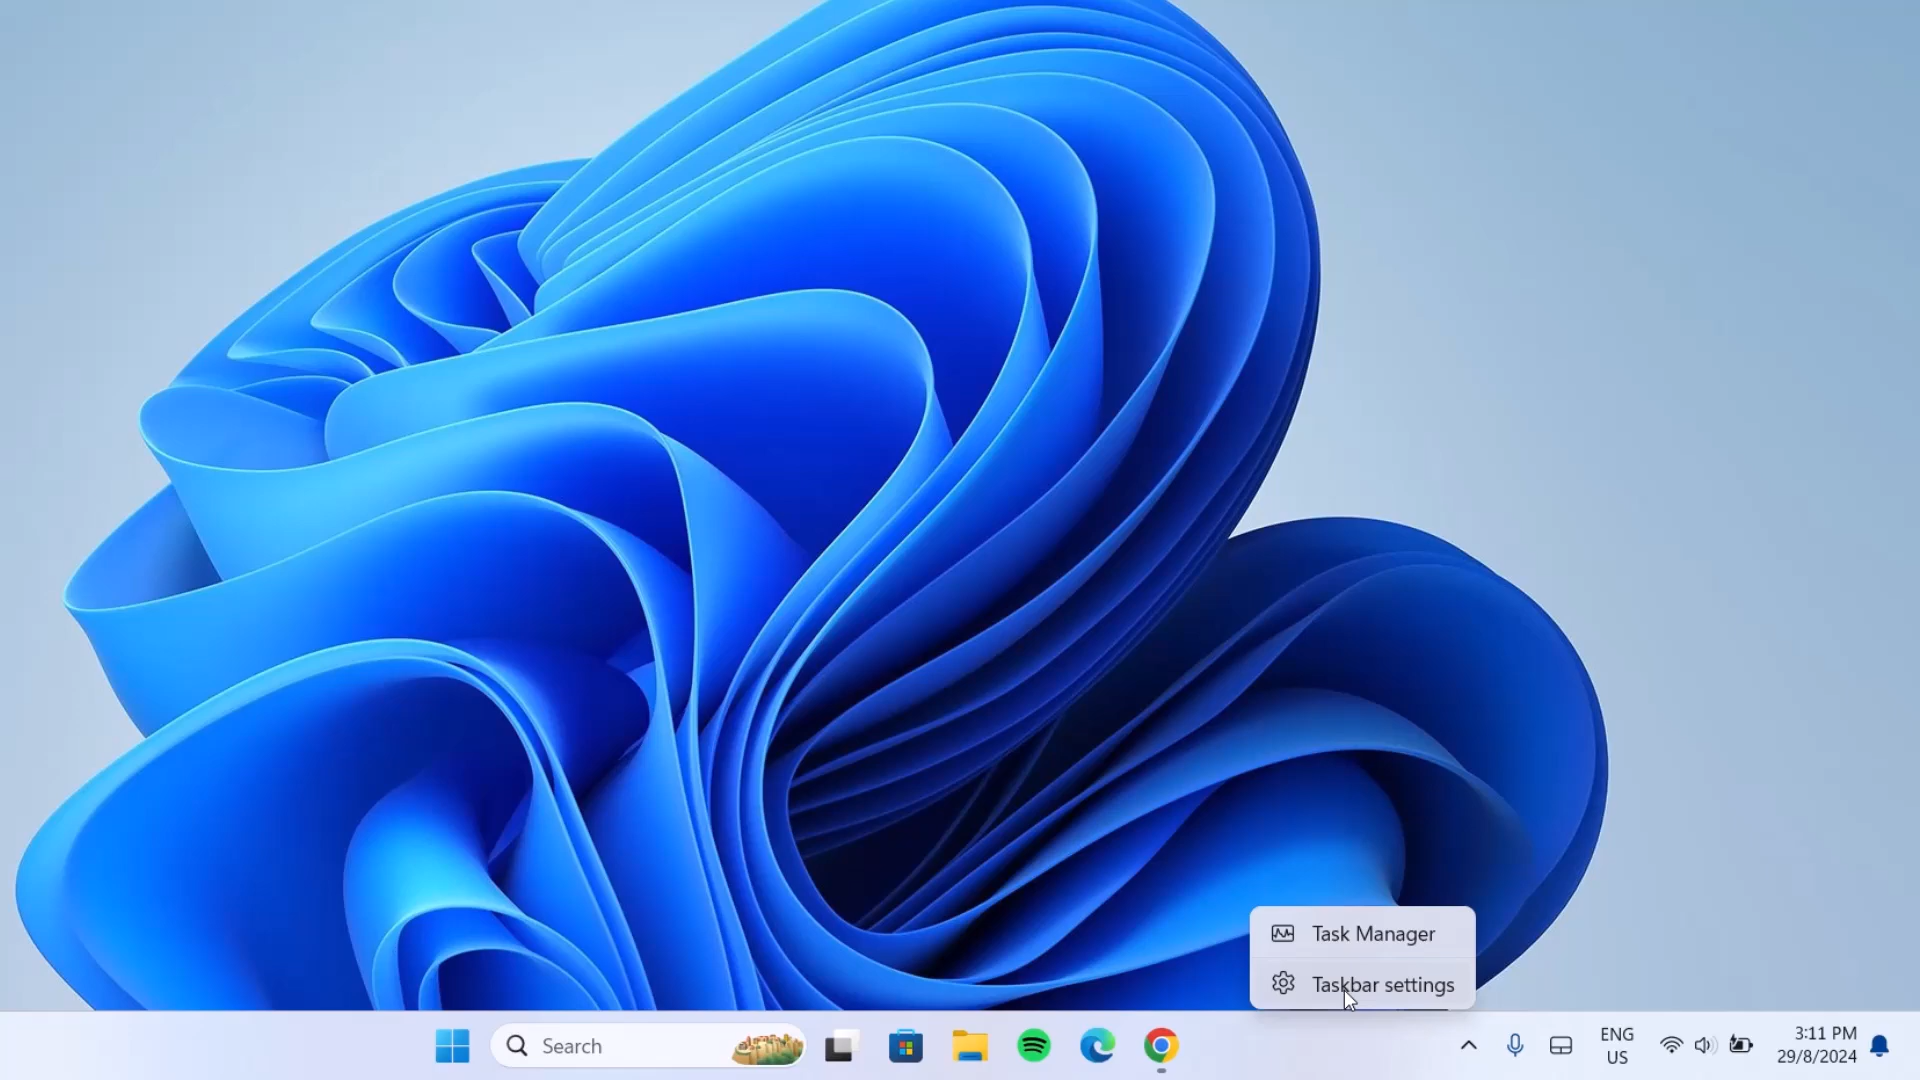 Task Manager
Taskbar settings
Search
ENG
US
3:11 PM
29/8/2024